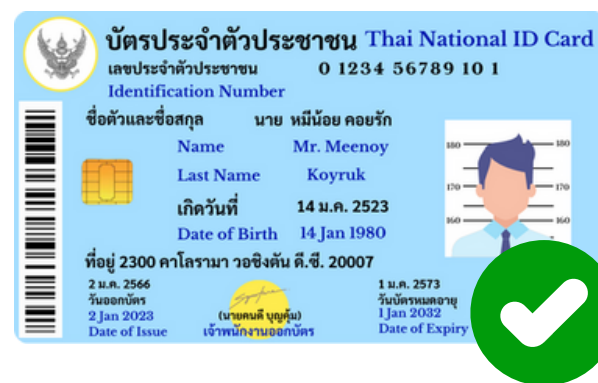 บัตรประจำตัวประชาชน Thai National ID Card
เลขประจำตัวประชาชน 0 1234 56789 10 1
Identification Number
ชื่อตัวและชื่อสกุล นาย หมีน้อย คอยรัก
Name Mr. Meenoy
Last Name Koyruk
เกิดวันที่ 14 ม.ค. 2523
Date of Birth 14 Jan 1980
180 180
170 170
160 160
ที่อยู่ 2300 คาโลรามา วอชิงตัน ดี.ซี. 20007
2 ม.ค. 2566
วันออกบัตร
2 Jan 2023
Date of Issue
(นายคนดี บุญคุ้ม)
เจ้าพนักงานออกบัตร
1 ม.ค. 2573
วันบัตรหมดอายุ
1 Jan 2032
Date of Expiry